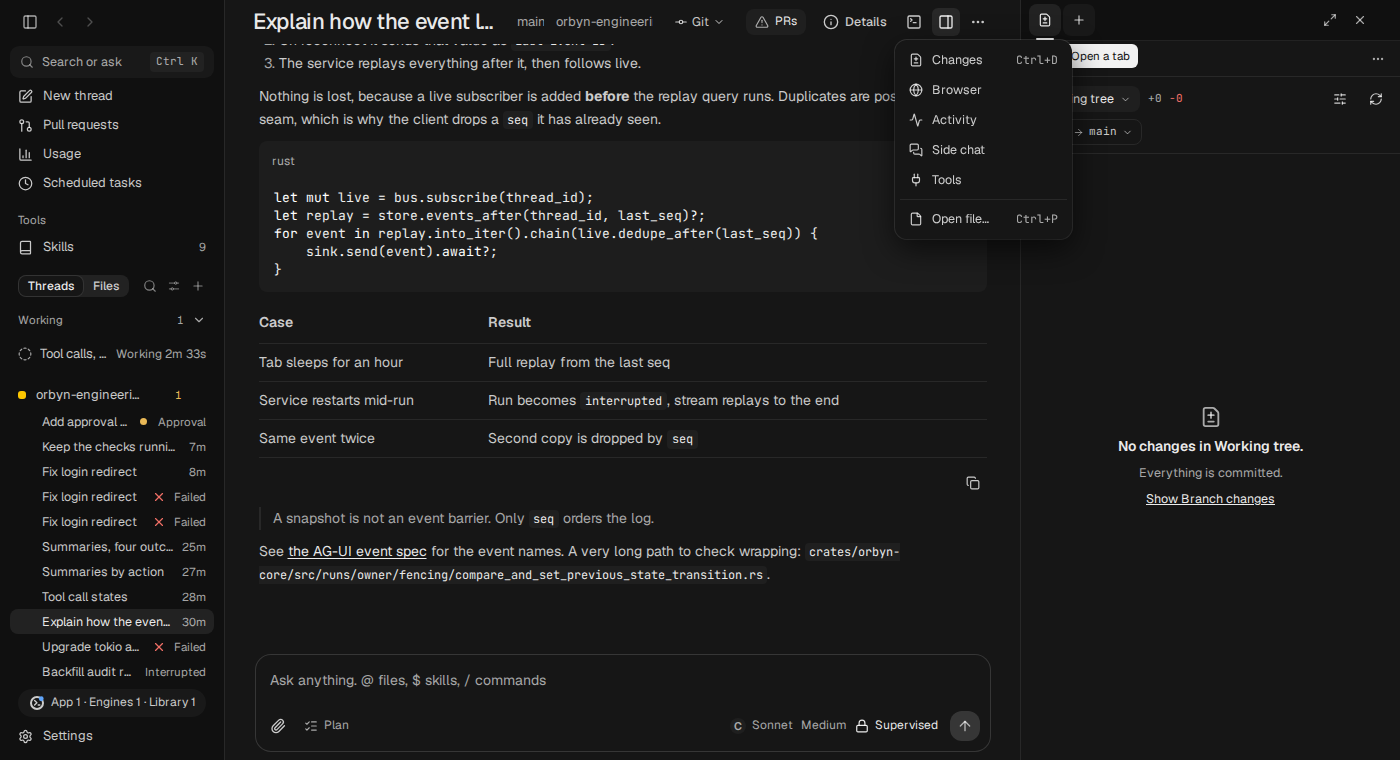 Explain how the event l…
main
orbyn-engineeri
Git
PRs
Details
Search or ask
Ctrl K
New thread
Pull requests
Usage
Scheduled tasks
Tools
Skills
9
Threads
Files
Working
1
Tool calls, …
Working 2m 33s
orbyn-engineeri…
1
Add approval …
Approval
Keep the checks runni…
7m
Fix login redirect
8m
Fix login redirect
Failed
Fix login redirect
Failed
Summaries, four outc…
25m
Summaries by action
27m
Tool call states
28m
Explain how the even…
30m
Upgrade tokio a…
Failed
Backfill audit r…
Interrupted
App 1 · Engines 1 · Library 1
Settings
3. The service replays everything after it, then follows live.
Nothing is lost, because a live subscriber is added before the replay query runs. Duplicates are pos
seam, which is why the client drops a seq it has already seen.
rust
let mut live = bus.subscribe(thread_id);
let replay = store.events_after(thread_id, last_seq)?;
for event in replay.into_iter().chain(live.dedupe_after(last_seq)) {
sink.send(event).await?;
}
Case
Result
Tab sleeps for an hour
Full replay from the last seq
Service restarts mid-run
Run becomes interrupted, stream replays to the end
Same event twice
Second copy is dropped by seq
A snapshot is not an event barrier. Only seq orders the log.
See the AG-UI event spec for the event names. A very long path to check wrapping: crates/orbyn-
core/src/runs/owner/fencing/compare_and_set_previous_state_transition.rs.
Ask anything. @ files, $ skills, / commands
Plan
C
Sonnet
Medium
Supervised
Changes
Ctrl+D
Browser
Activity
Side chat
Tools
Open file…
Ctrl+P
Open a tab
ng tree
+0 -0
→ main
No changes in Working tree.
Everything is committed.
Show Branch changes